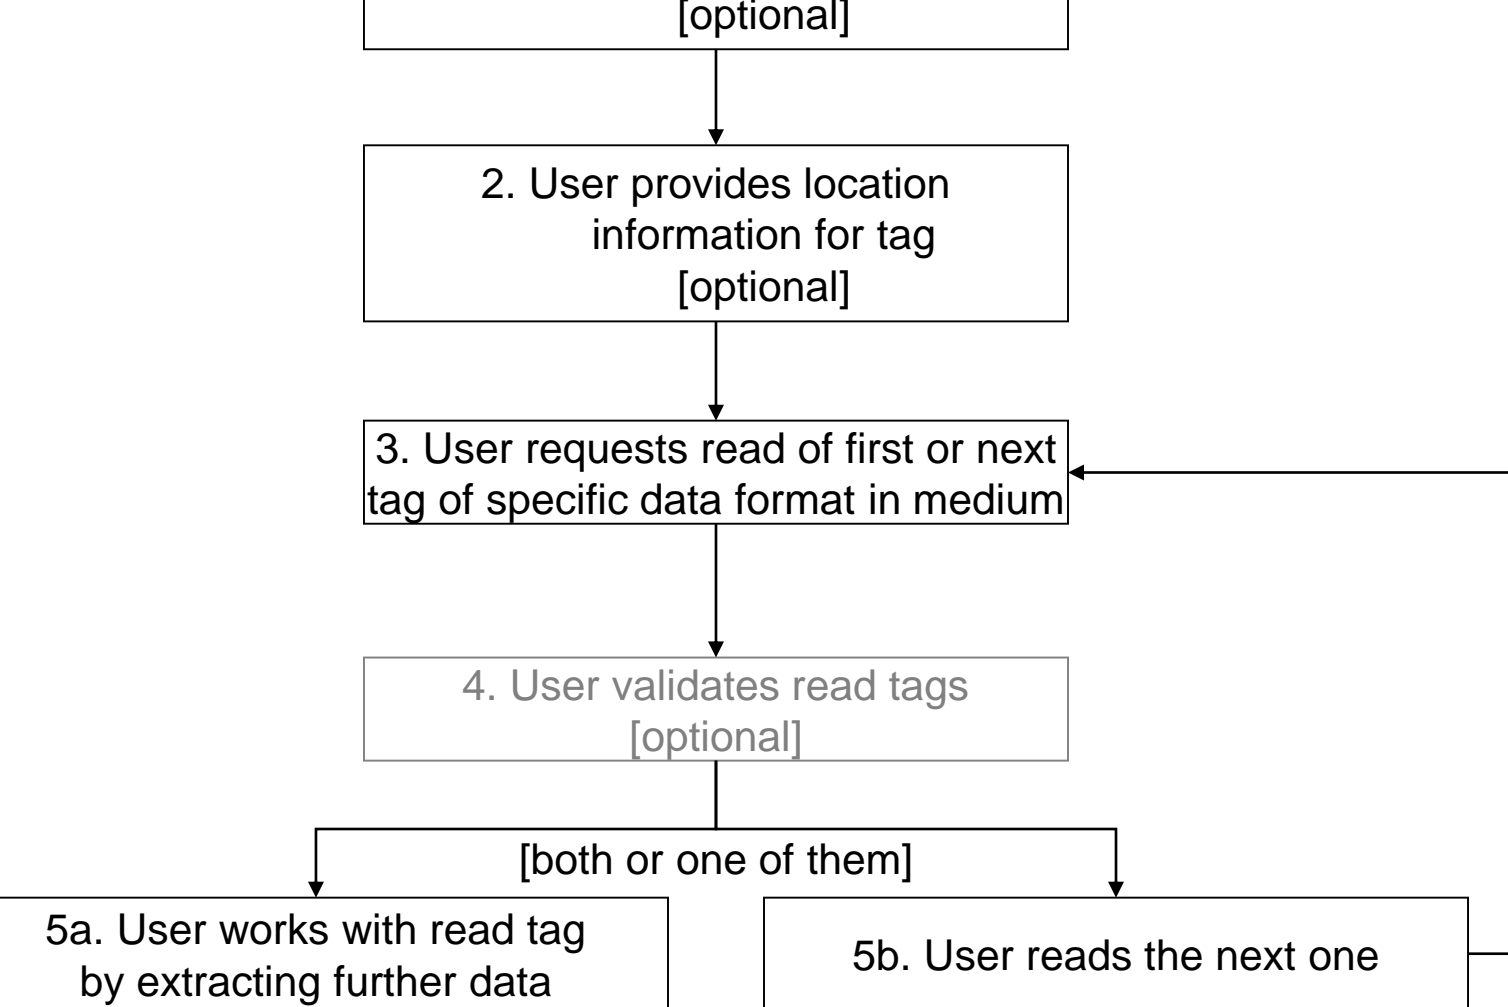 [optional]
2. User provides location
information for tag
[optional]
3. User requests read of first or next
tag of specific data format in medium
4. User validates read tags
[optional]
[both or one of them]
5a. User works with read tag
by extracting further data
5b. User reads the next one